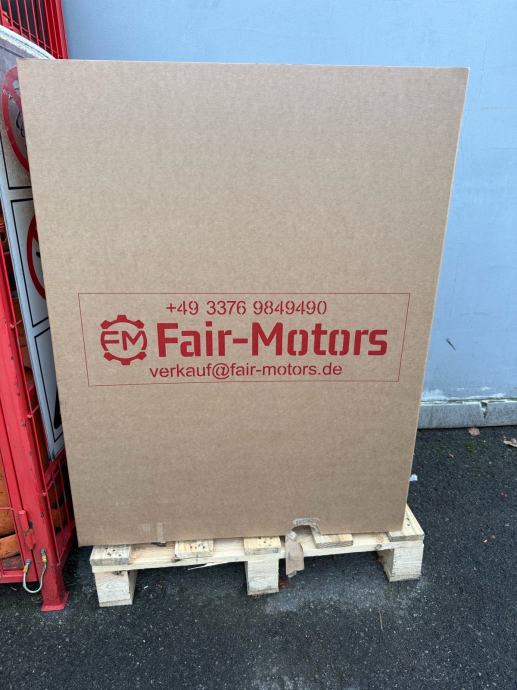 +49 3376 9849490
FM Fair-Motors
verkauf@fair-motors.de